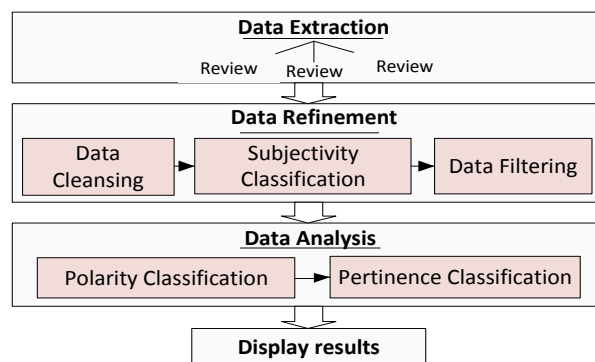 Data Extraction
Review Review Review
Data Refinement
Data
Cleansing
Subjectivity
Classification
Data Filtering
Data Analysis
Polarity Classification
Pertinence Classification
Display results